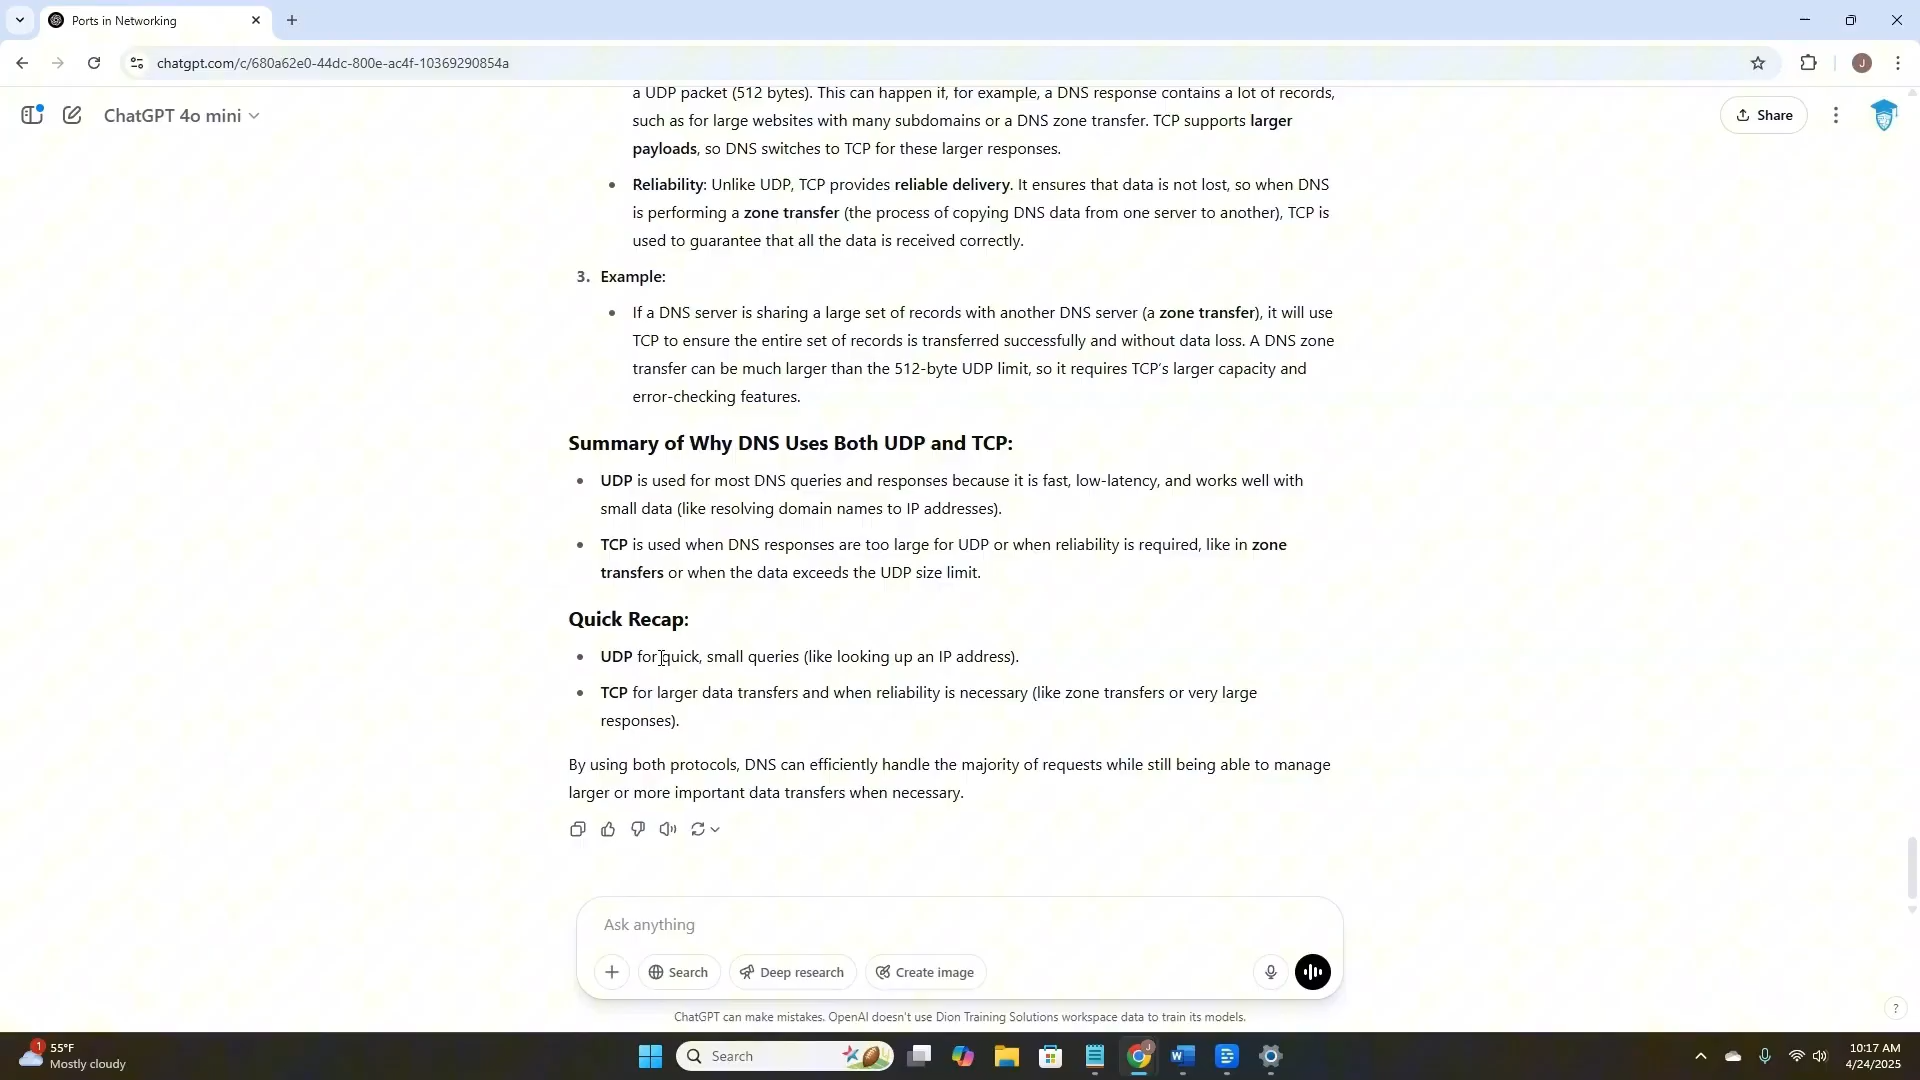 Ports in Networking
chatgpt.com/c/680a62e0-44dc-800e-ac4f-10369290854a
J
ChatGPT 4o mini
Share
a UDP packet (512 bytes). This can happen if, for example, a DNS response contains a lot of records,
such as for large websites with many subdomains or a DNS zone transfer. TCP supports larger
payloads, so DNS switches to TCP for these larger responses.
• Reliability: Unlike UDP, TCP provides reliable delivery. It ensures that data is not lost, so when DNS
is performing a zone transfer (the process of copying DNS data from one server to another), TCP is
used to guarantee that all the data is received correctly.
3. Example:
• If a DNS server is sharing a large set of records with another DNS server (a zone transfer), it will use
TCP to ensure the entire set of records is transferred successfully and without data loss. A DNS zone
transfer can be much larger than the 512-byte UDP limit, so it requires TCP's larger capacity and
error-checking features.
Summary of Why DNS Uses Both UDP and TCP:
• UDP is used for most DNS queries and responses because it is fast, low-latency, and works well with
small data (like resolving domain names to IP addresses).
• TCP is used when DNS responses are too large for UDP or when reliability is required, like in zone
transfers or when the data exceeds the UDP size limit.
Quick Recap:
• UDP for quick, small queries (like looking up an IP address).
• TCP for larger data transfers and when reliability is necessary (like zone transfers or very large
responses).
By using both protocols, DNS can efficiently handle the majority of requests while still being able to manage
larger or more important data transfers when necessary.
Ask anything
Search
Deep research
Create image
ChatGPT can make mistakes. OpenAI doesn't use Dion Training Solutions workspace data to train its models.
?
1
55°F
Mostly cloudy
Search
J
W
10:17 AM
4/24/2025